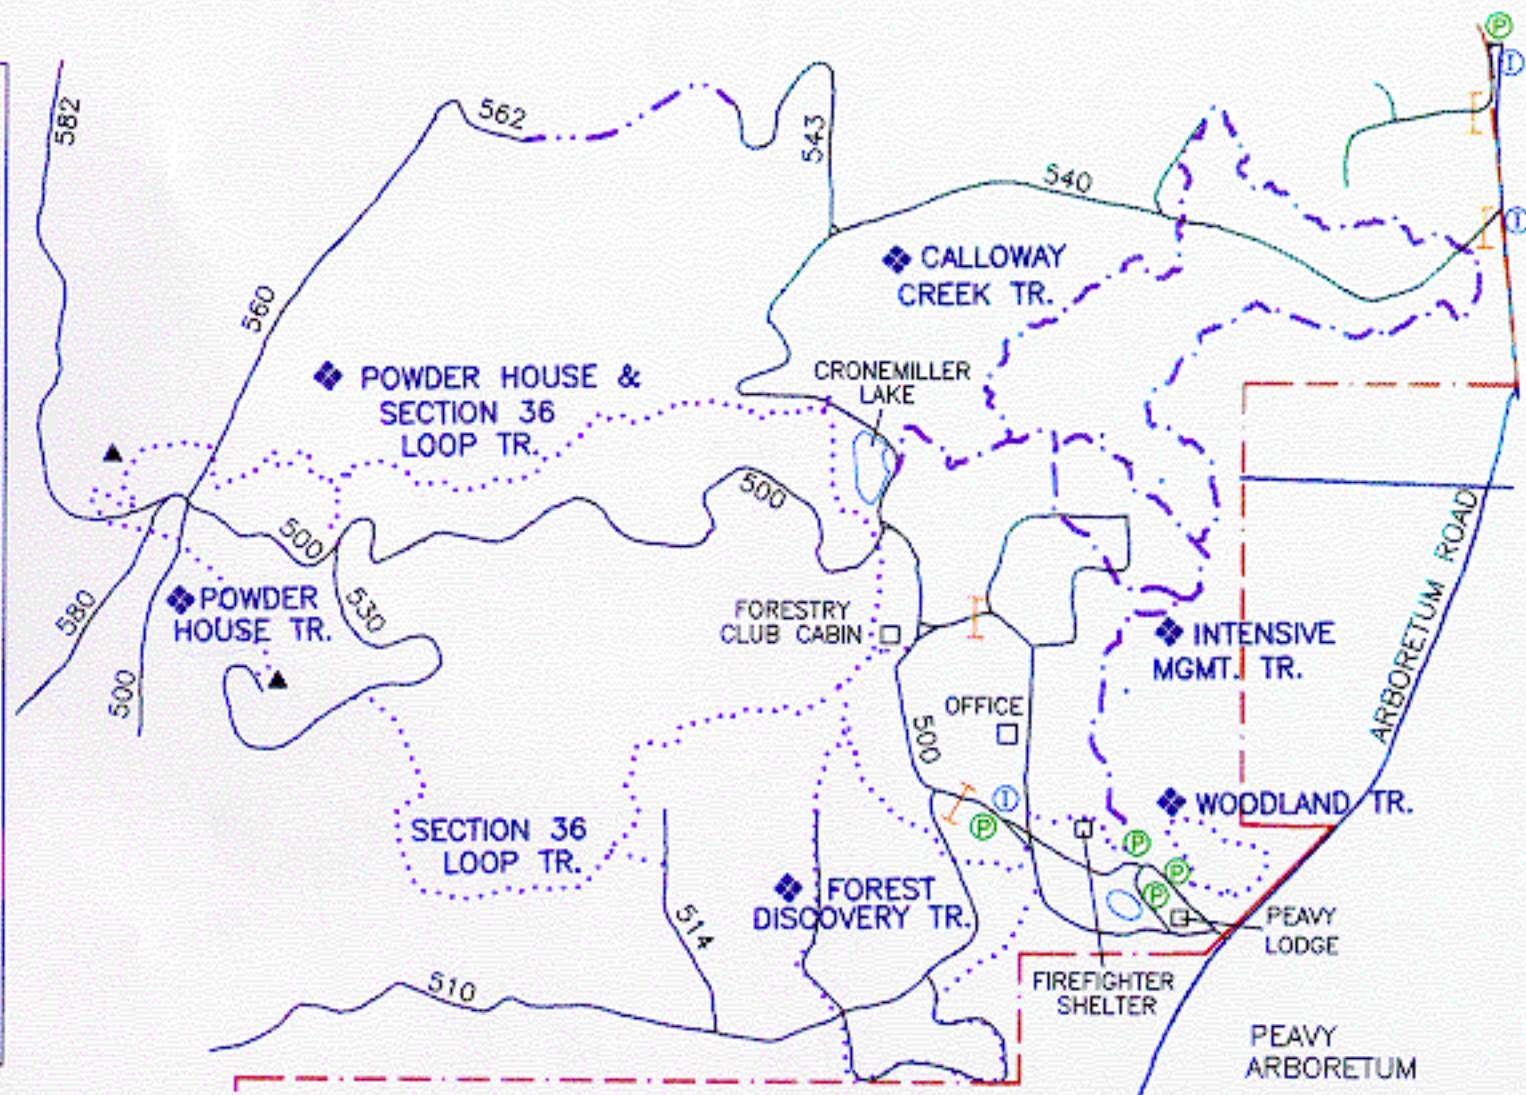 P
I
582
562
543
540
I
CALLOWAY
CREEK TR.
560
POWDER HOUSE &
SECTION 36
LOOP TR.
CRONEMILLER
LAKE
500
500
ARBORETUM ROAD
580
POWDER
HOUSE TR.
530
FORESTRY
CLUB CABIN
INTENSIVE
MGMT. TR.
500
OFFICE
500
I
P
WOODLAND TR.
SECTION 36
LOOP TR.
P
P
P
FOREST
DISCOVERY TR.
514
PEAVY
LODGE
510
FIREFIGHTER
SHELTER
PEAVY
ARBORETUM